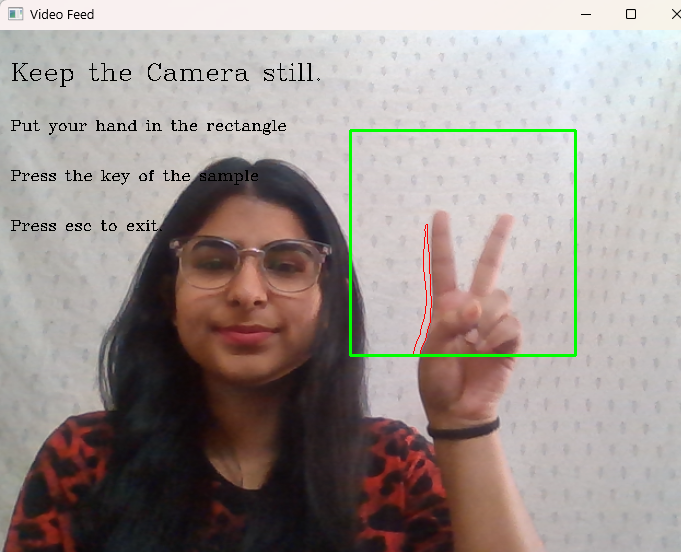 Video Feed
Keep the Camera still.
Put your hand in the rectangle
Press the key of the sample
Press esc to exit.